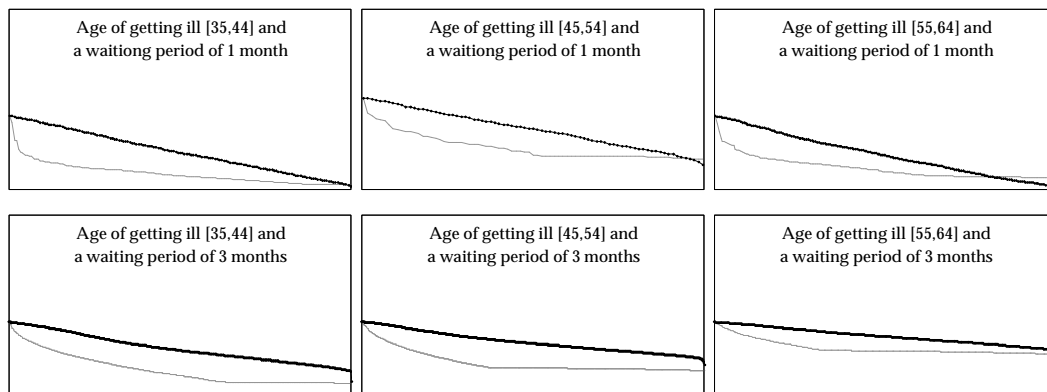 Age of getting ill [35,44] and
a waitiong period of 1 month
Age of getting ill [45,54] and
a waitiong period of 1 month
Age of getting ill [55,64] and
a waitiong period of 1 month
Age of getting ill [35,44] and
a waiting period of 3 months
Age of getting ill [45,54] and
a waiting period of 3 months
Age of getting ill [55,64] and
a waiting period of 3 months